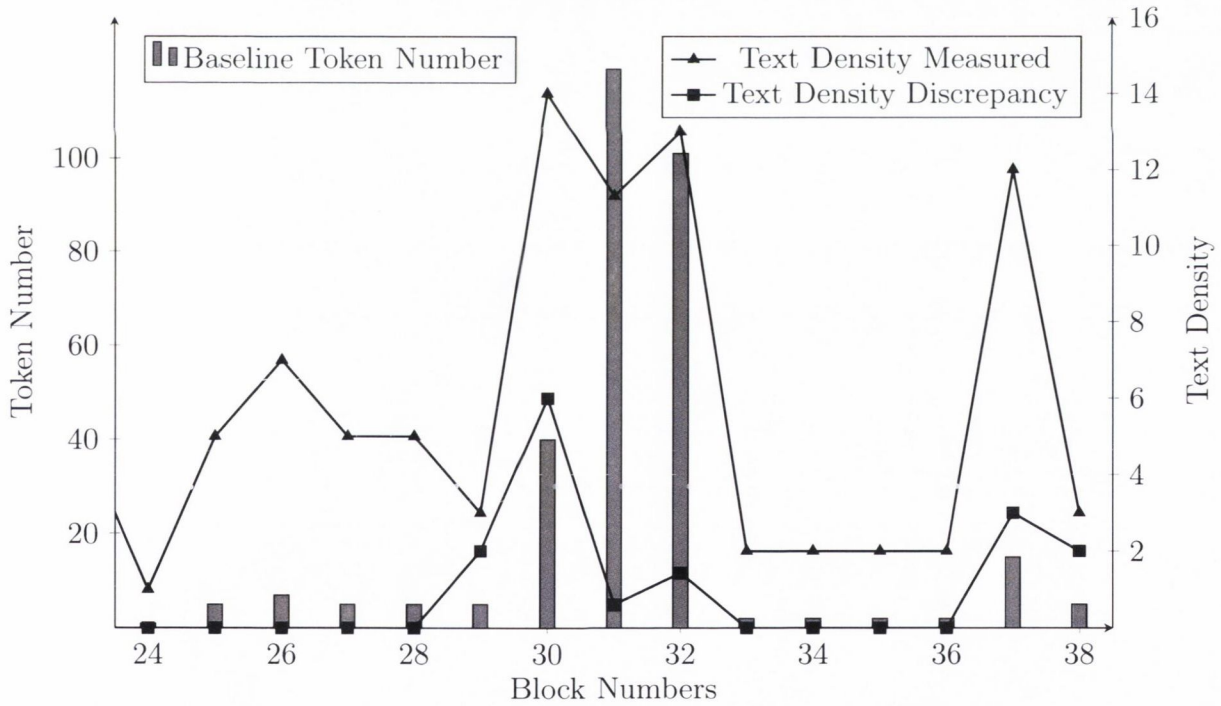 16
Baseline Token Number
Text Density Measured
Text Density Discrepancy
14
100
12
80
10
60
8
40
6
20
4
2
Token Number
Text Density
24 26 28 30 32 34 36 38
Block Numbers